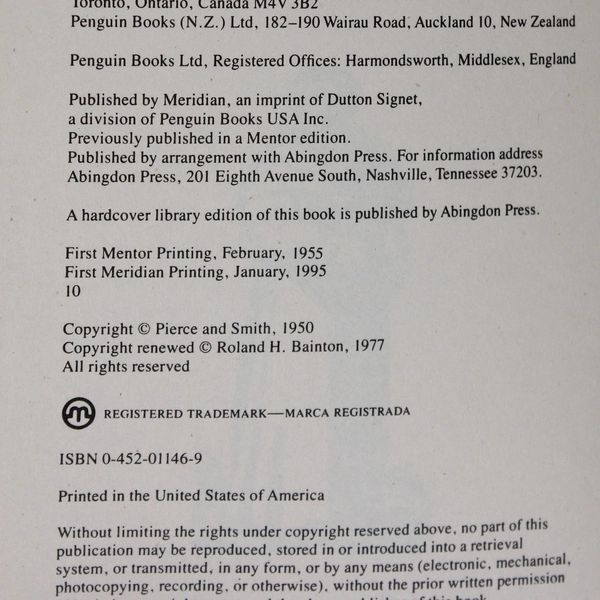 Toronto, Ontario, Canada M4V 3B2
Penguin Books (N.Z.) Ltd, 182–190 Wairau Road, Auckland 10, New Zealand
Penguin Books Ltd, Registered Offices: Harmondsworth, Middlesex, England
Published by Meridian, an imprint of Dutton Signet,
a division of Penguin Books USA Inc.
Previously published in a Mentor edition.
Published by arrangement with Abingdon Press. For information address
Abingdon Press, 201 Eighth Avenue South, Nashville, Tennessee 37203.
A hardcover library edition of this book is published by Abingdon Press.
First Mentor Printing, February, 1955
First Meridian Printing, January, 1995
10
Copyright © Pierce and Smith, 1950
Copyright renewed © Roland H. Bainton, 1977
All rights reserved
REGISTERED TRADEMARK—MARCA REGISTRADA
ISBN 0-452-01146-9
Printed in the United States of America
Without limiting the rights under copyright reserved above, no part of this
publication may be reproduced, stored in or introduced into a retrieval
system, or transmitted, in any form, or by any means (electronic, mechanical,
photocopying, recording, or otherwise), without the prior written permission
of this book